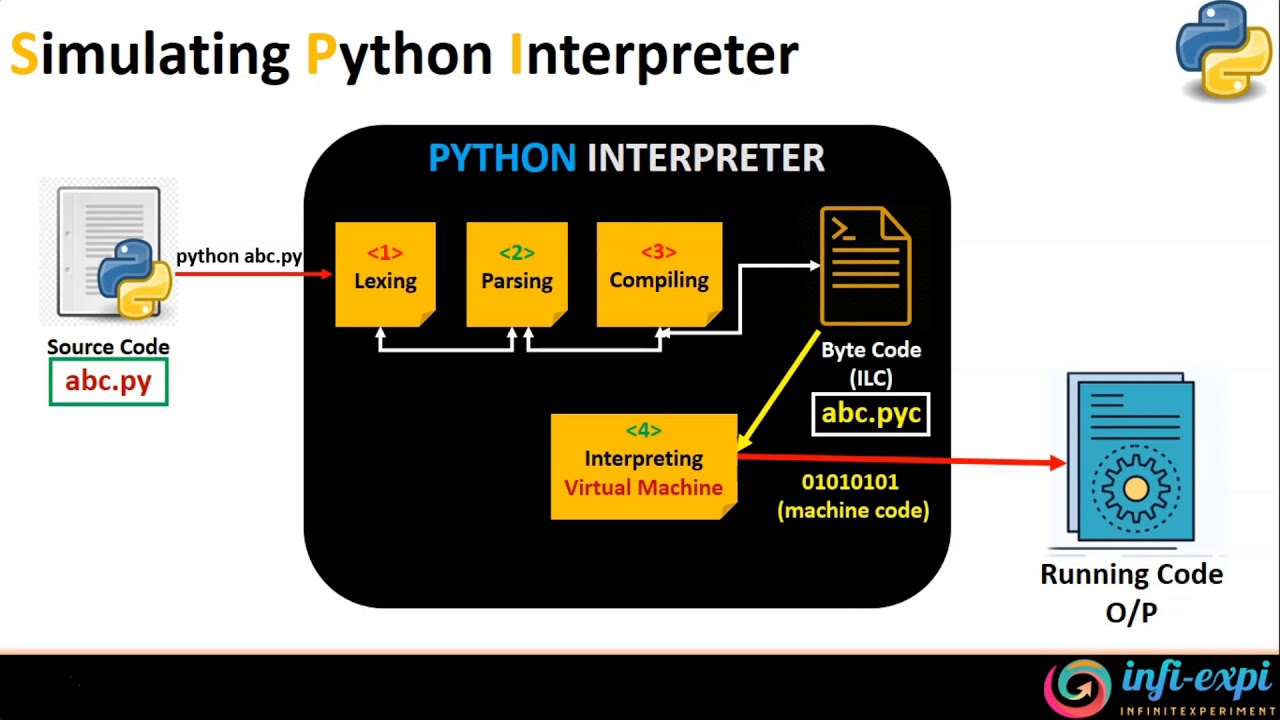 Simulating Python Interpreter
PYTHON INTERPRETER
python abc.py
<1>
Lexing
<2>
Parsing
<3>
Compiling
Source Code
abc.py
Byte Code
(ILC)
abc.pyc
<4>
Interpreting
Virtual Machine
01010101
(machine code)
Running Code
O/P
infi-expi
INFINITEXPERIMENT